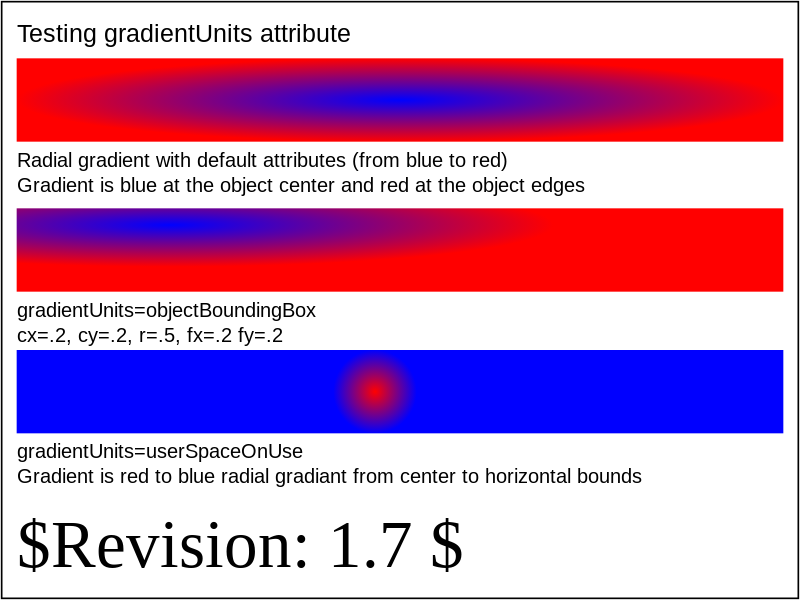 Testing gradientUnits attribute
Radial gradient with default attributes (from blue to red)
Gradient is blue at the object center and red at the object edges
gradientUnits=objectBoundingBox
cx=.2, cy=.2, r=.5, fx=.2 fy=.2
gradientUnits=userSpaceOnUse
Gradient is red to blue radial gradiant from center to horizontal bounds
$Revision: 1.7 $